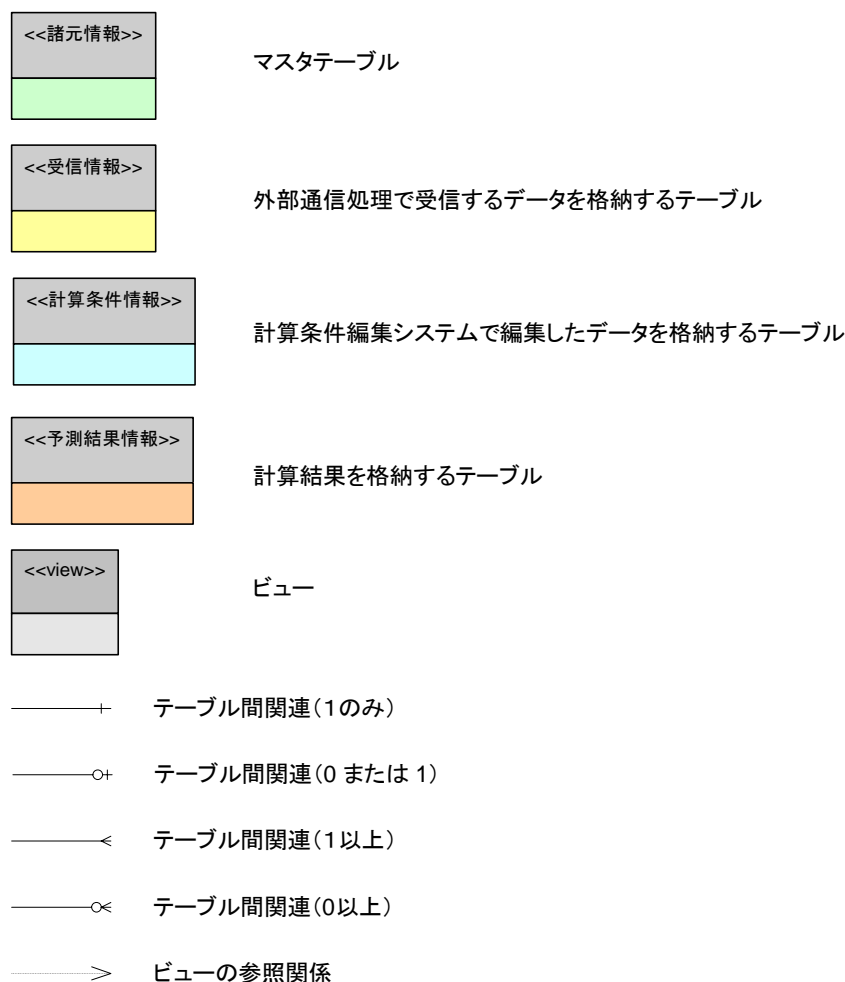 <<諸元情報>>
マスタテーブル
<<受信情報>>
外部通信処理で受信するデータを格納するテーブル
<<計算条件情報>>
計算条件編集システムで編集したデータを格納するテーブル
<<予測結果情報>>
計算結果を格納するテーブル
<<view>>
ビュー
テーブル間関連(1のみ)
テーブル間関連(0 または 1)
テーブル間関連(1以上)
テーブル間関連(0以上)
ビューの参照関係